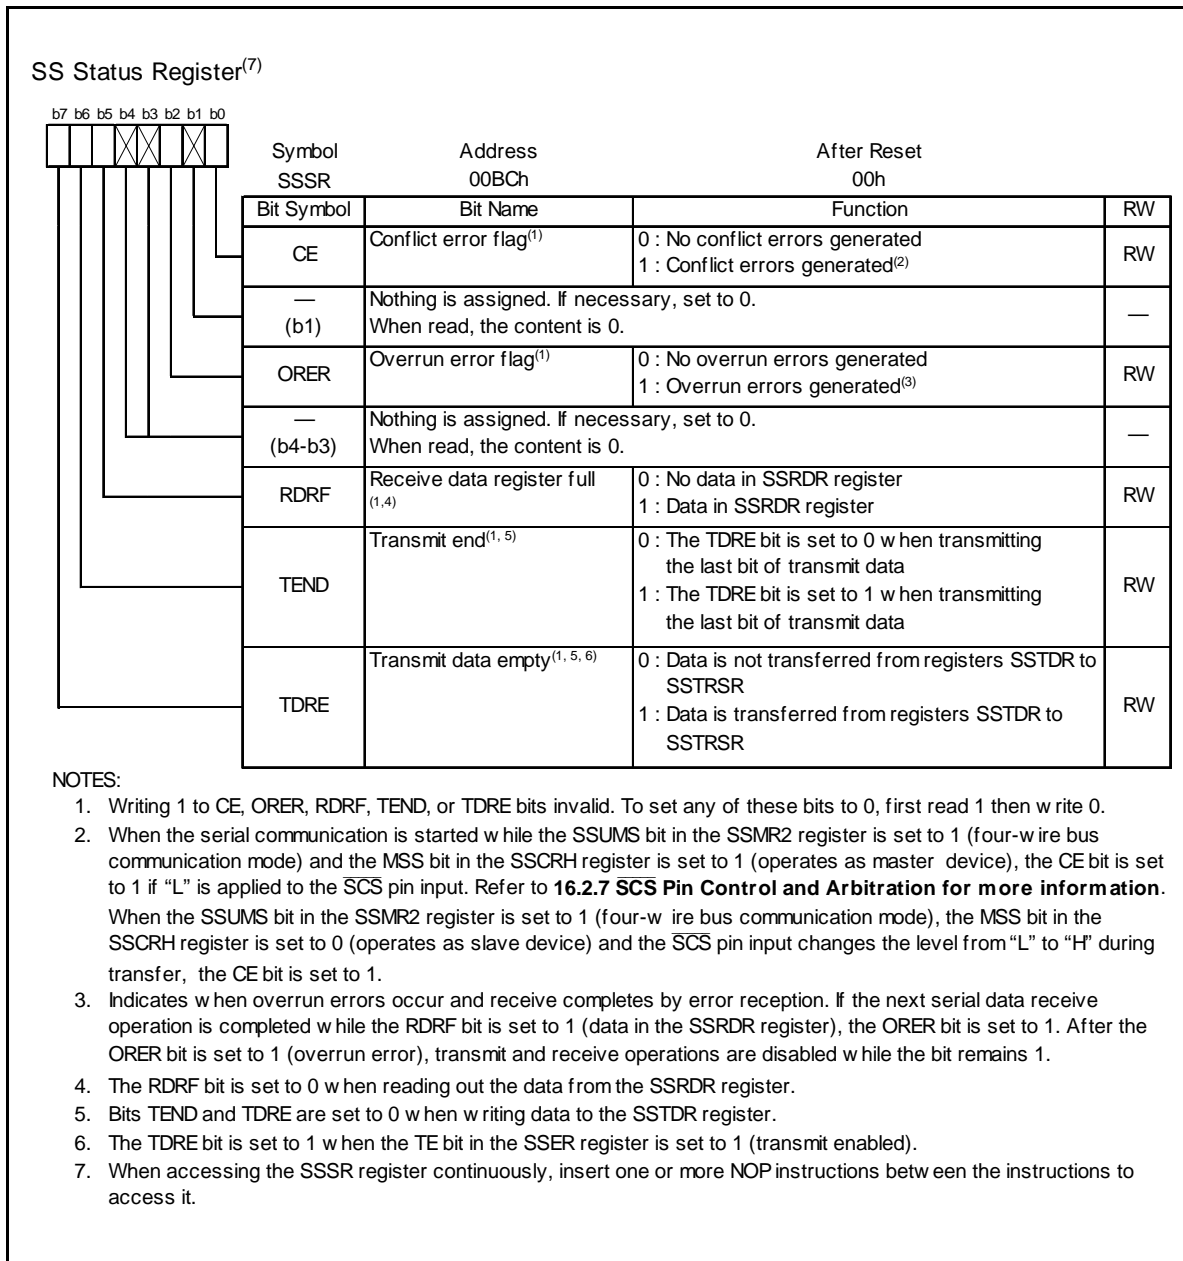 SS Status Register(7)
b7 b6 b5 b4 b3 b2 b1 b0
Symbol Address After Reset
SSSR 00BCh 00h
Bit Symbol Bit Name Function RW
CE Conflict error flag(1) 0 : No conflict errors generated RW
1 : Conflict errors generated(2)
— Nothing is assigned. If necessary, set to 0. —
(b1) When read, the content is 0.
ORER Overrun error flag(1) 0 : No overrun errors generated RW
1 : Overrun errors generated(3)
— Nothing is assigned. If necessary, set to 0. —
(b4-b3) When read, the content is 0.
RDRF Receive data register full 0 : No data in SSRDR register RW
(1,4) 1 : Data in SSRDR register
Transmit end(1, 5) 0 : The TDRE bit is set to 0 when transmitting
the last bit of transmit data
TEND 1 : The TDRE bit is set to 1 when transmitting RW
the last bit of transmit data
Transmit data empty(1, 5, 6) 0 : Data is not transferred from registers SSTDR to
SSTRSR
TDRE 1 : Data is transferred from registers SSTDR to RW
SSTRSR
NOTES:
1. Writing 1 to CE, ORER, RDRF, TEND, or TDRE bits invalid. To set any of these bits to 0, first read 1 then write 0.
2. When the serial communication is started while the SSUMS bit in the SSMR2 register is set to 1 (four-wire bus
communication mode) and the MSS bit in the SSCRH register is set to 1 (operates as master device), the CE bit is set
to 1 if “L” is applied to the SCS pin input. Refer to 16.2.7 SCS Pin Control and Arbitration for more information.
When the SSUMS bit in the SSMR2 register is set to 1 (four-wire bus communication mode), the MSS bit in the
SSCRH register is set to 0 (operates as slave device) and the SCS pin input changes the level from “L” to “H” during
transfer, the CE bit is set to 1.
3. Indicates when overrun errors occur and receive completes by error reception. If the next serial data receive
operation is completed while the RDRF bit is set to 1 (data in the SSRDR register), the ORER bit is set to 1. After the
ORER bit is set to 1 (overrun error), transmit and receive operations are disabled while the bit remains 1.
4. The RDRF bit is set to 0 when reading out the data from the SSRDR register.
5. Bits TEND and TDRE are set to 0 when writing data to the SSTDR register.
6. The TDRE bit is set to 1 when the TE bit in the SSER register is set to 1 (transmit enabled).
7. When accessing the SSSR register continuously, insert one or more NOP instructions between the instructions to
access it.